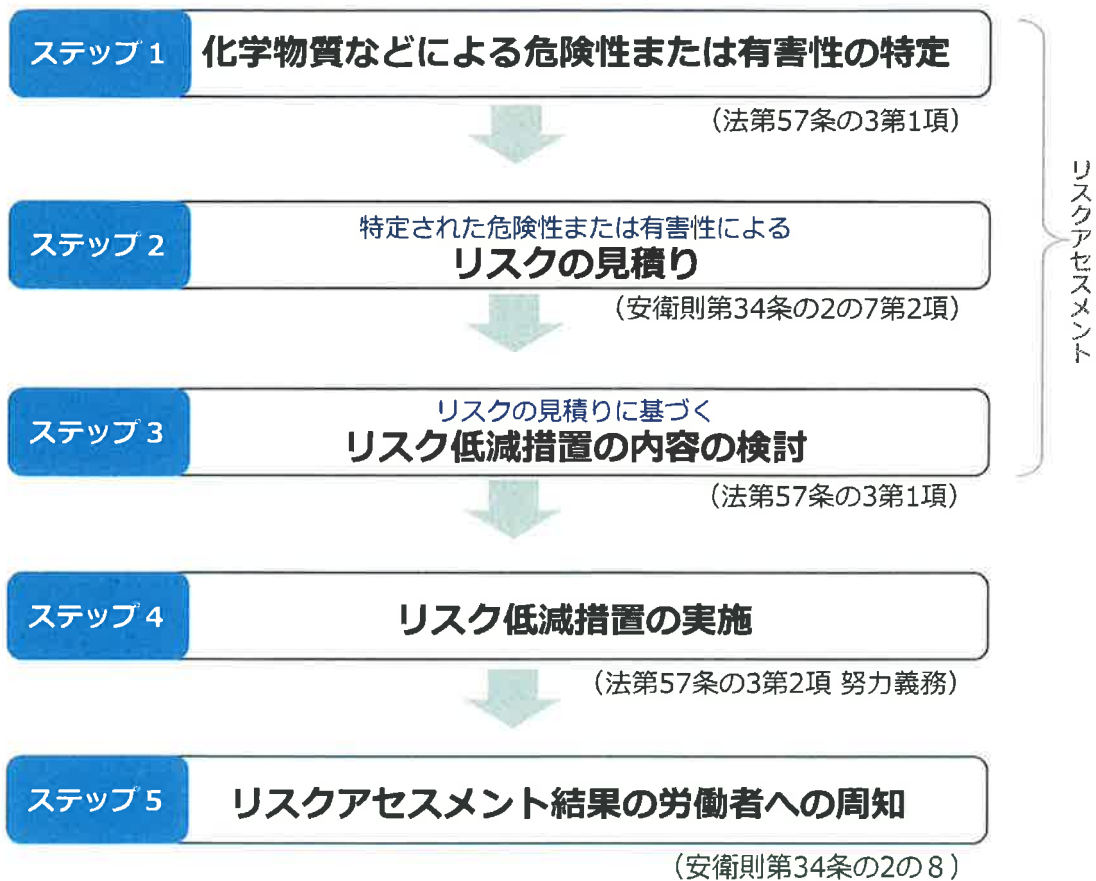 ステップ1
化学物質などによる危険性または有害性の特定
（法第57条の3第1項）
ステップ2
特定された危険性または有害性による
リスクの見積り
（安衛則第34条の2の7第2項）
ステップ3
リスクの見積りに基づく
リスク低減措置の内容の検討
（法第57条の3第1項）
リスクアセスメント
ステップ4
リスク低減措置の実施
（法第57条の3第2項 努力義務）
ステップ5
リスクアセスメント結果の労働者への周知
（安衛則第34条の2の８）